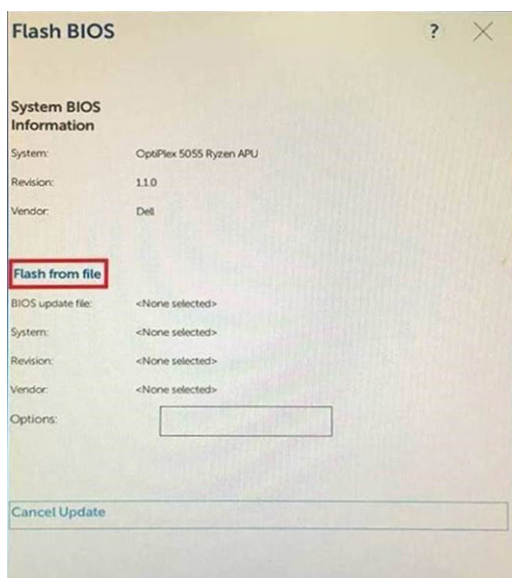 Flash BIOS ?
System BIOS
Information
System: OptiPlex 5055 Ryzen APU
Revision: 1.1.0
Vendor: Dell
Flash from file
BIOS update file: <None selected>
System: <None selected>
Revision: <None selected>
Vendor: <None selected>
Options:
Cancel Update